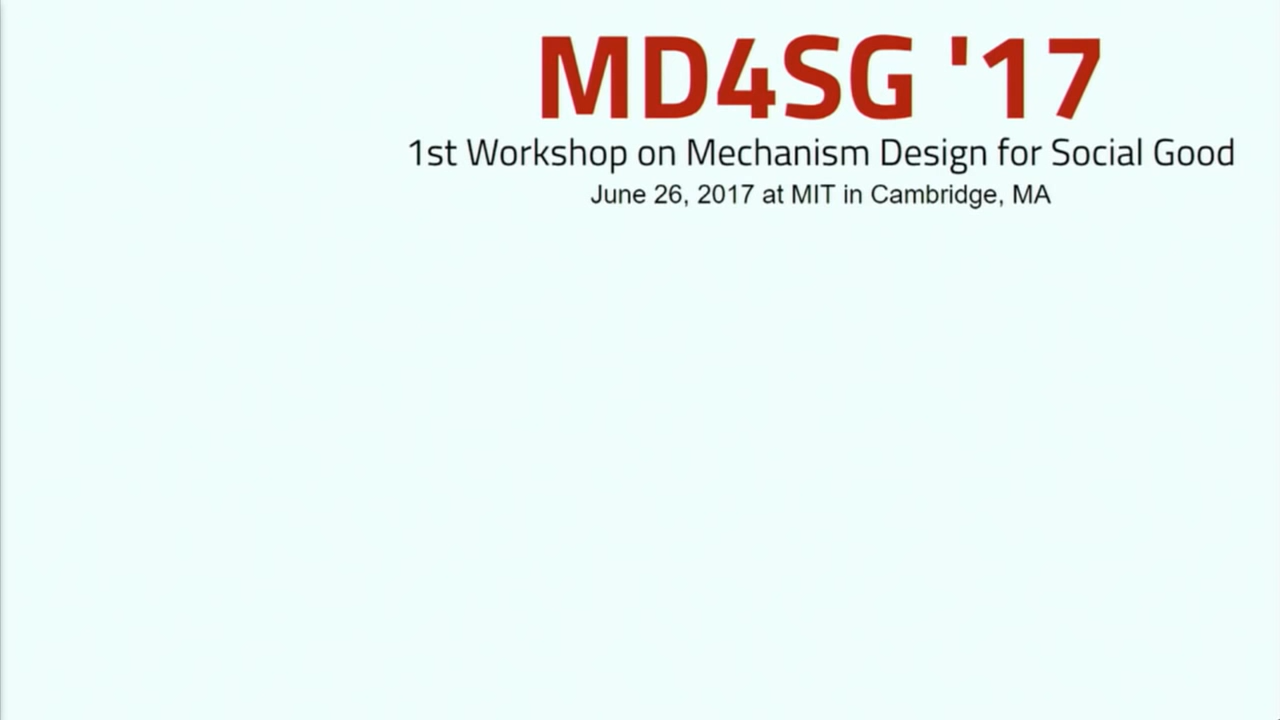 MD4SG '17
1st Workshop on Mechanism Design for Social Good
June 26, 2017 at MIT in Cambridge, MA